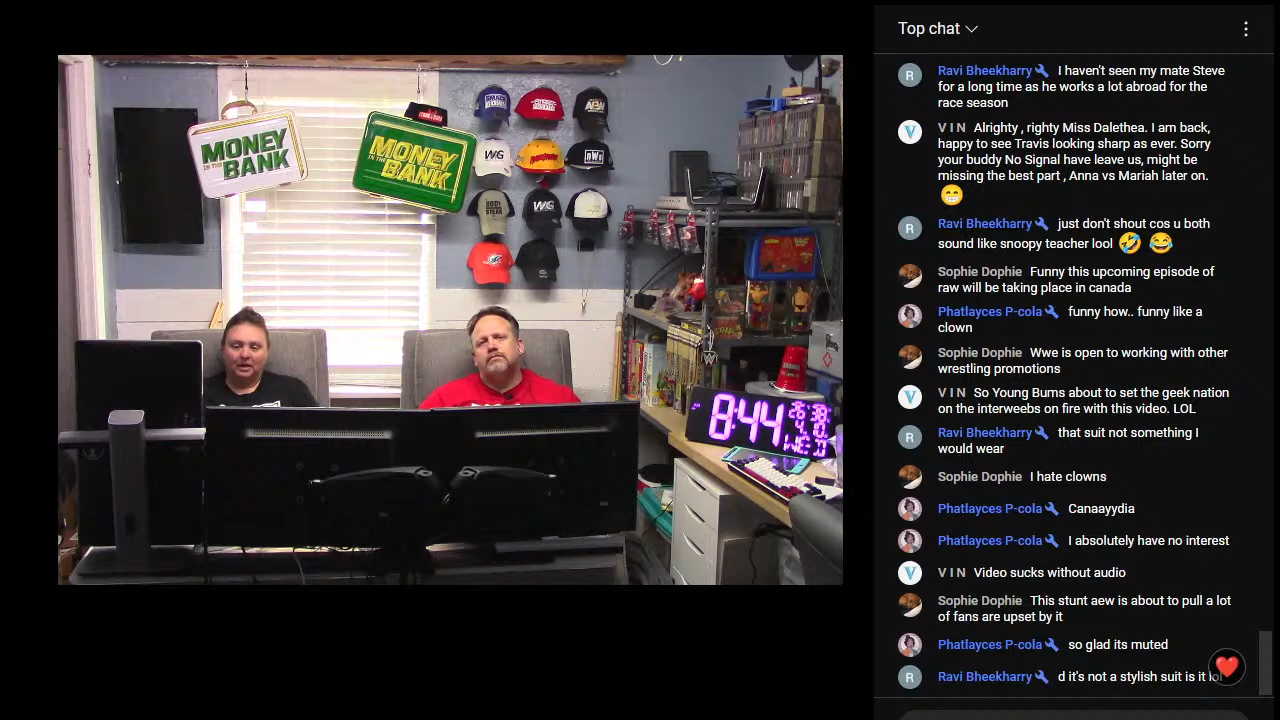 Top chat
Ravi Bheekharry I haven't seen my mate Steve
for a long time as he works a lot abroad for the
race season
V I N Alrighty , righty Miss Dalethea. I am back,
happy to see Travis looking sharp as ever. Sorry
your buddy No Signal have leave us, might be
missing the best part , Anna vs Mariah later on.
😁
Ravi Bheekharry just don't shout cos u both
sound like snoopy teacher lool 🤣 😂
Sophie Dophie Funny this upcoming episode of
raw will be taking place in canada
Phatlayces P-cola funny how.. funny like a
clown
Sophie Dophie Wwe is open to working with other
wrestling promotions
V I N So Young Bums about to set the geek nation
on the interwebs on fire with this video. LOL
Ravi Bheekharry that suit not something I
would wear
Sophie Dophie I hate clowns
Phatlayces P-cola Canaayydia
Phatlayces P-cola I absolutely have no interest
V I N Video sucks without audio
Sophie Dophie This stunt aew is about to pull a lot
of fans are upset by it
Phatlayces P-cola so glad its muted
Ravi Bheekharry d it's not a stylish suit is it lol
R
V
R
V
R
V
R
MONEY
IN THE BANK
MONEY
IN THE BANK
nWo
8:44